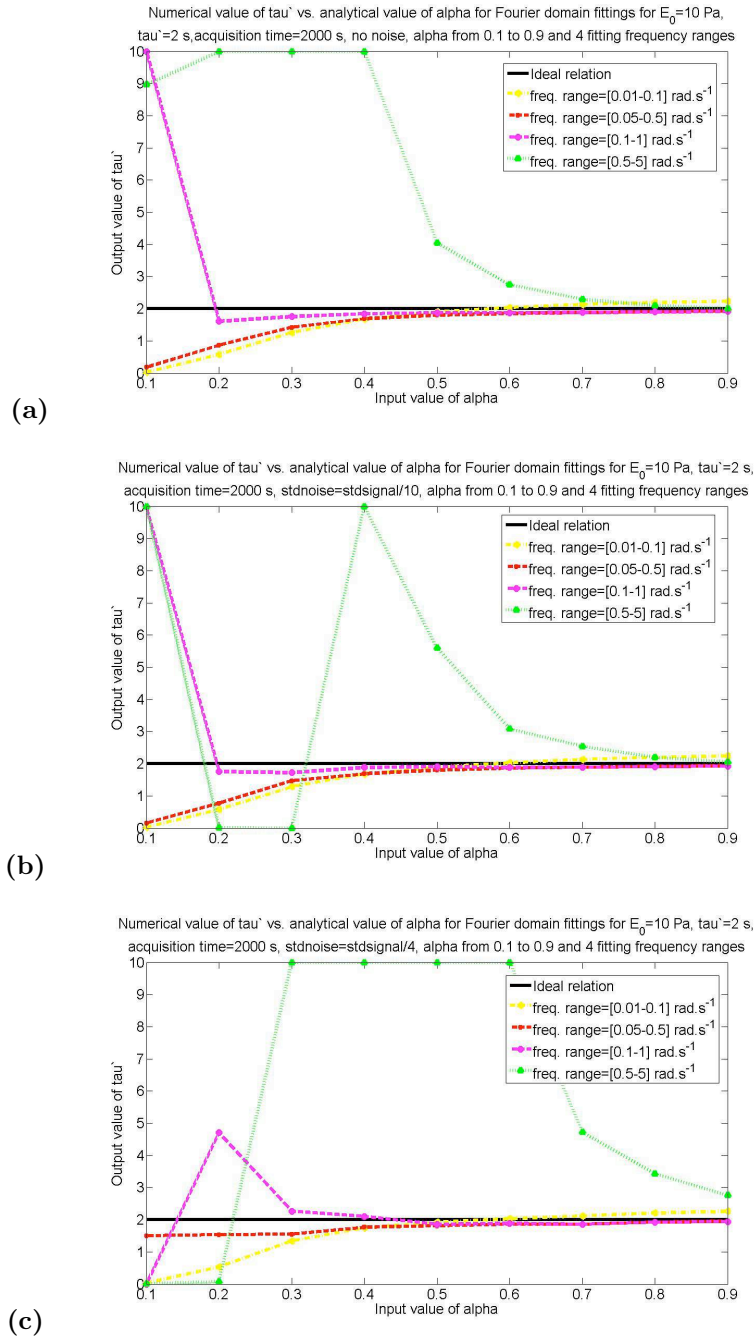 Numerical value of tau` vs. analytical value of alpha for Fourier domain fittings for E_0=10 Pa,
tau`=2 s,acquisition time=2000 s, no noise, alpha from 0.1 to 0.9 and 4 fitting frequency ranges
10
9
8
7
6
5
4
3
2
1
0
Output value of tau`
Ideal relation
freq. range=[0.01-0.1] rad.s^-1
freq. range=[0.05-0.5] rad.s^-1
freq. range=[0.1-1] rad.s^-1
freq. range=[0.5-5] rad.s^-1
0.1 0.2 0.3 0.4 0.5 0.6 0.7 0.8 0.9
Input value of alpha
(a)
Numerical value of tau` vs. analytical value of alpha for Fourier domain fittings for E_0=10 Pa, tau`=2 s,
acquisition time=2000 s, stdnoise=stdsignal/10, alpha from 0.1 to 0.9 and 4 fitting frequency ranges
10
9
8
7
6
5
4
3
2
1
0
Output value of tau`
Ideal relation
freq. range=[0.01-0.1] rad.s^-1
freq. range=[0.05-0.5] rad.s^-1
freq. range=[0.1-1] rad.s^-1
freq. range=[0.5-5] rad.s^-1
0.1 0.2 0.3 0.4 0.5 0.6 0.7 0.8 0.9
Input value of alpha
(b)
Numerical value of tau` vs. analytical value of alpha for Fourier domain fittings for E_0=10 Pa, tau`=2 s,
acquisition time=2000 s, stdnoise=stdsignal/4, alpha from 0.1 to 0.9 and 4 fitting frequency ranges
10
9
8
7
6
5
4
3
2
1
0
Output value of tau`
Ideal relation
freq. range=[0.01-0.1] rad.s^-1
freq. range=[0.05-0.5] rad.s^-1
freq. range=[0.1-1] rad.s^-1
freq. range=[0.5-5] rad.s^-1
0.1 0.2 0.3 0.4 0.5 0.6 0.7 0.8 0.9
Input value of alpha
(c)